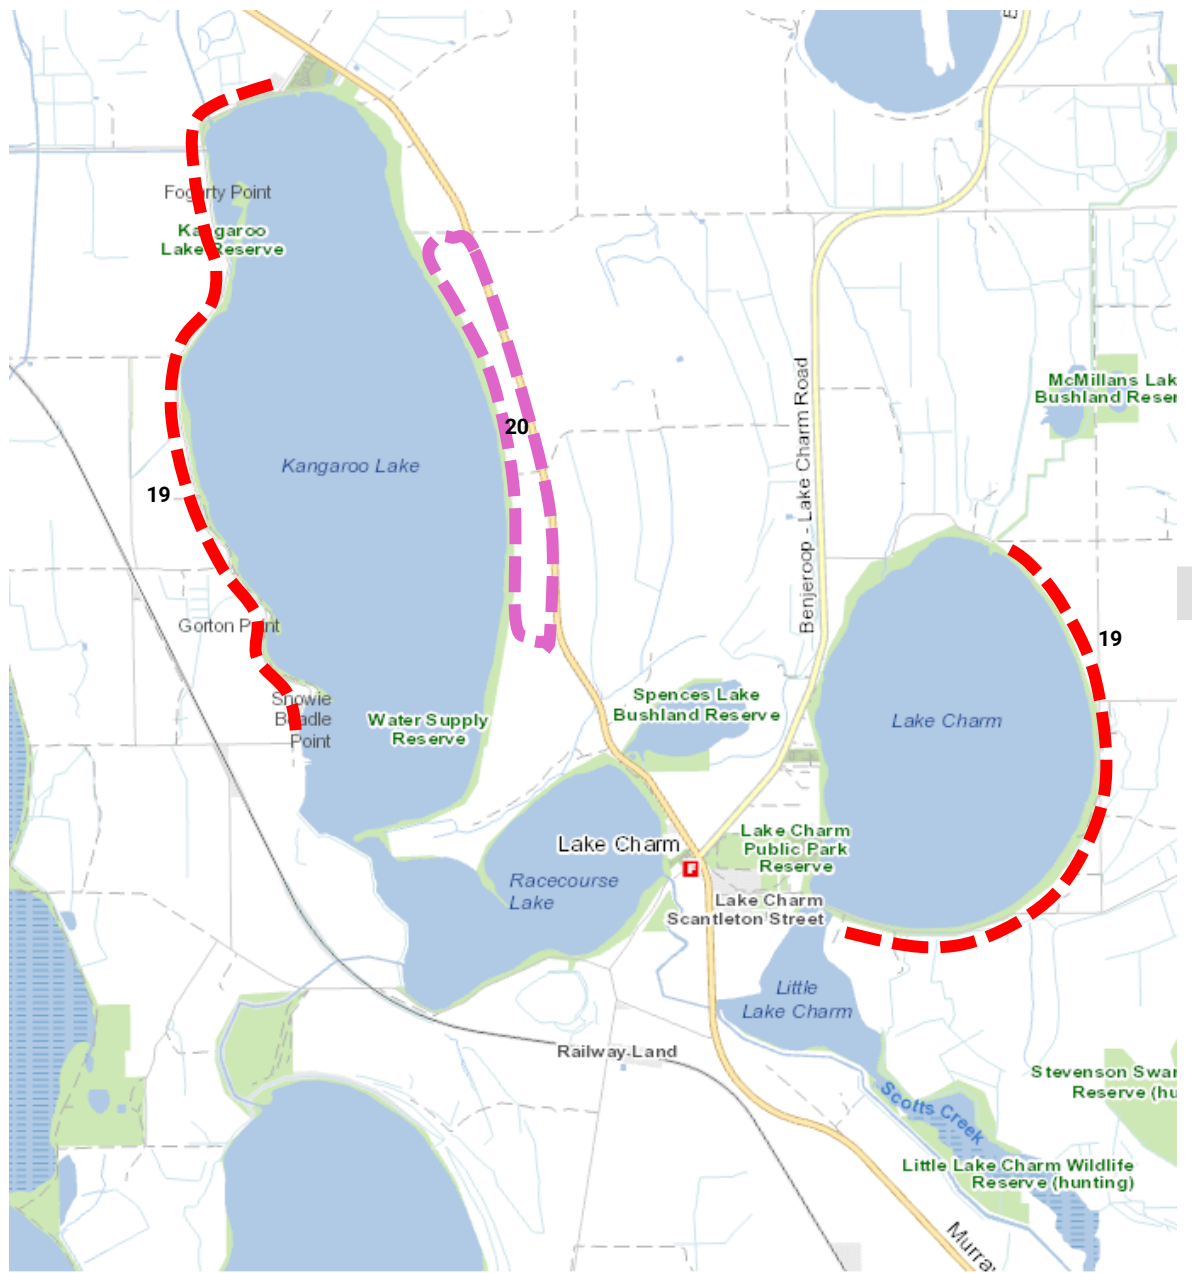 E
Fogarty Point
Kangaroo
Lake Reserve
McMillans Lak
Bushland Reser
Benjeroop - Lake Charm Road
20
Kangaroo Lake
19
Gorton Point
19
Snowie
Beadle
Point
Water Supply
Reserve
Spences Lake
Bushland Reserve
Lake Charm
Lake Charm
Public Park
Reserve
Lake Charm
Racecourse
Lake
Lake Charm
Scantleton Street
Little
Lake Charm
Railway Land
Stevenson Swa
Reserve (hu
Scotts Creek
Little Lake Charm Wildlife
Reserve (hunting)
Murra